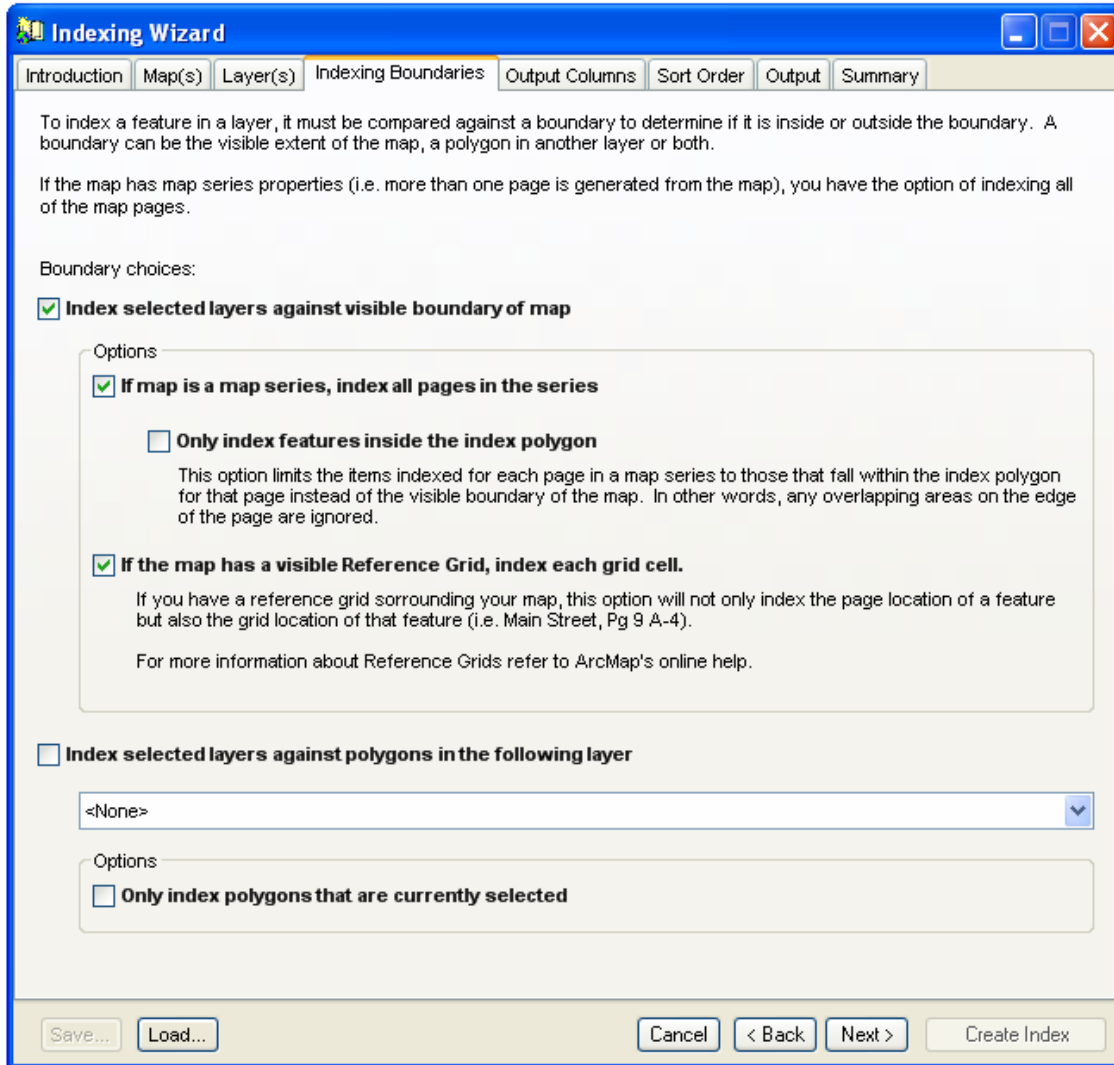 Indexing Wizard
Introduction Map(s) Layer(s) Indexing Boundaries Output Columns Sort Order Output Summary
To index a feature in a layer, it must be compared against a boundary to determine if it is inside or outside the boundary. A
boundary can be the visible extent of the map, a polygon in another layer or both.
If the map has map series properties (i.e. more than one page is generated from the map), you have the option of indexing all
of the map pages.
Boundary choices:
Index selected layers against visible boundary of map
Options
If map is a map series, index all pages in the series
Only index features inside the index polygon
This option limits the items indexed for each page in a map series to those that fall within the index polygon
for that page instead of the visible boundary of the map. In other words, any overlapping areas on the edge
of the page are ignored.
If the map has a visible Reference Grid, index each grid cell.
If you have a reference grid sorrounding your map, this option will not only index the page location of a feature
but also the grid location of that feature (i.e. Main Street, Pg 9 A-4).
For more information about Reference Grids refer to ArcMap's online help.
Index selected layers against polygons in the following layer
<None>
Options
Only index polygons that are currently selected
Save... Load... Cancel < Back Next > Create Index